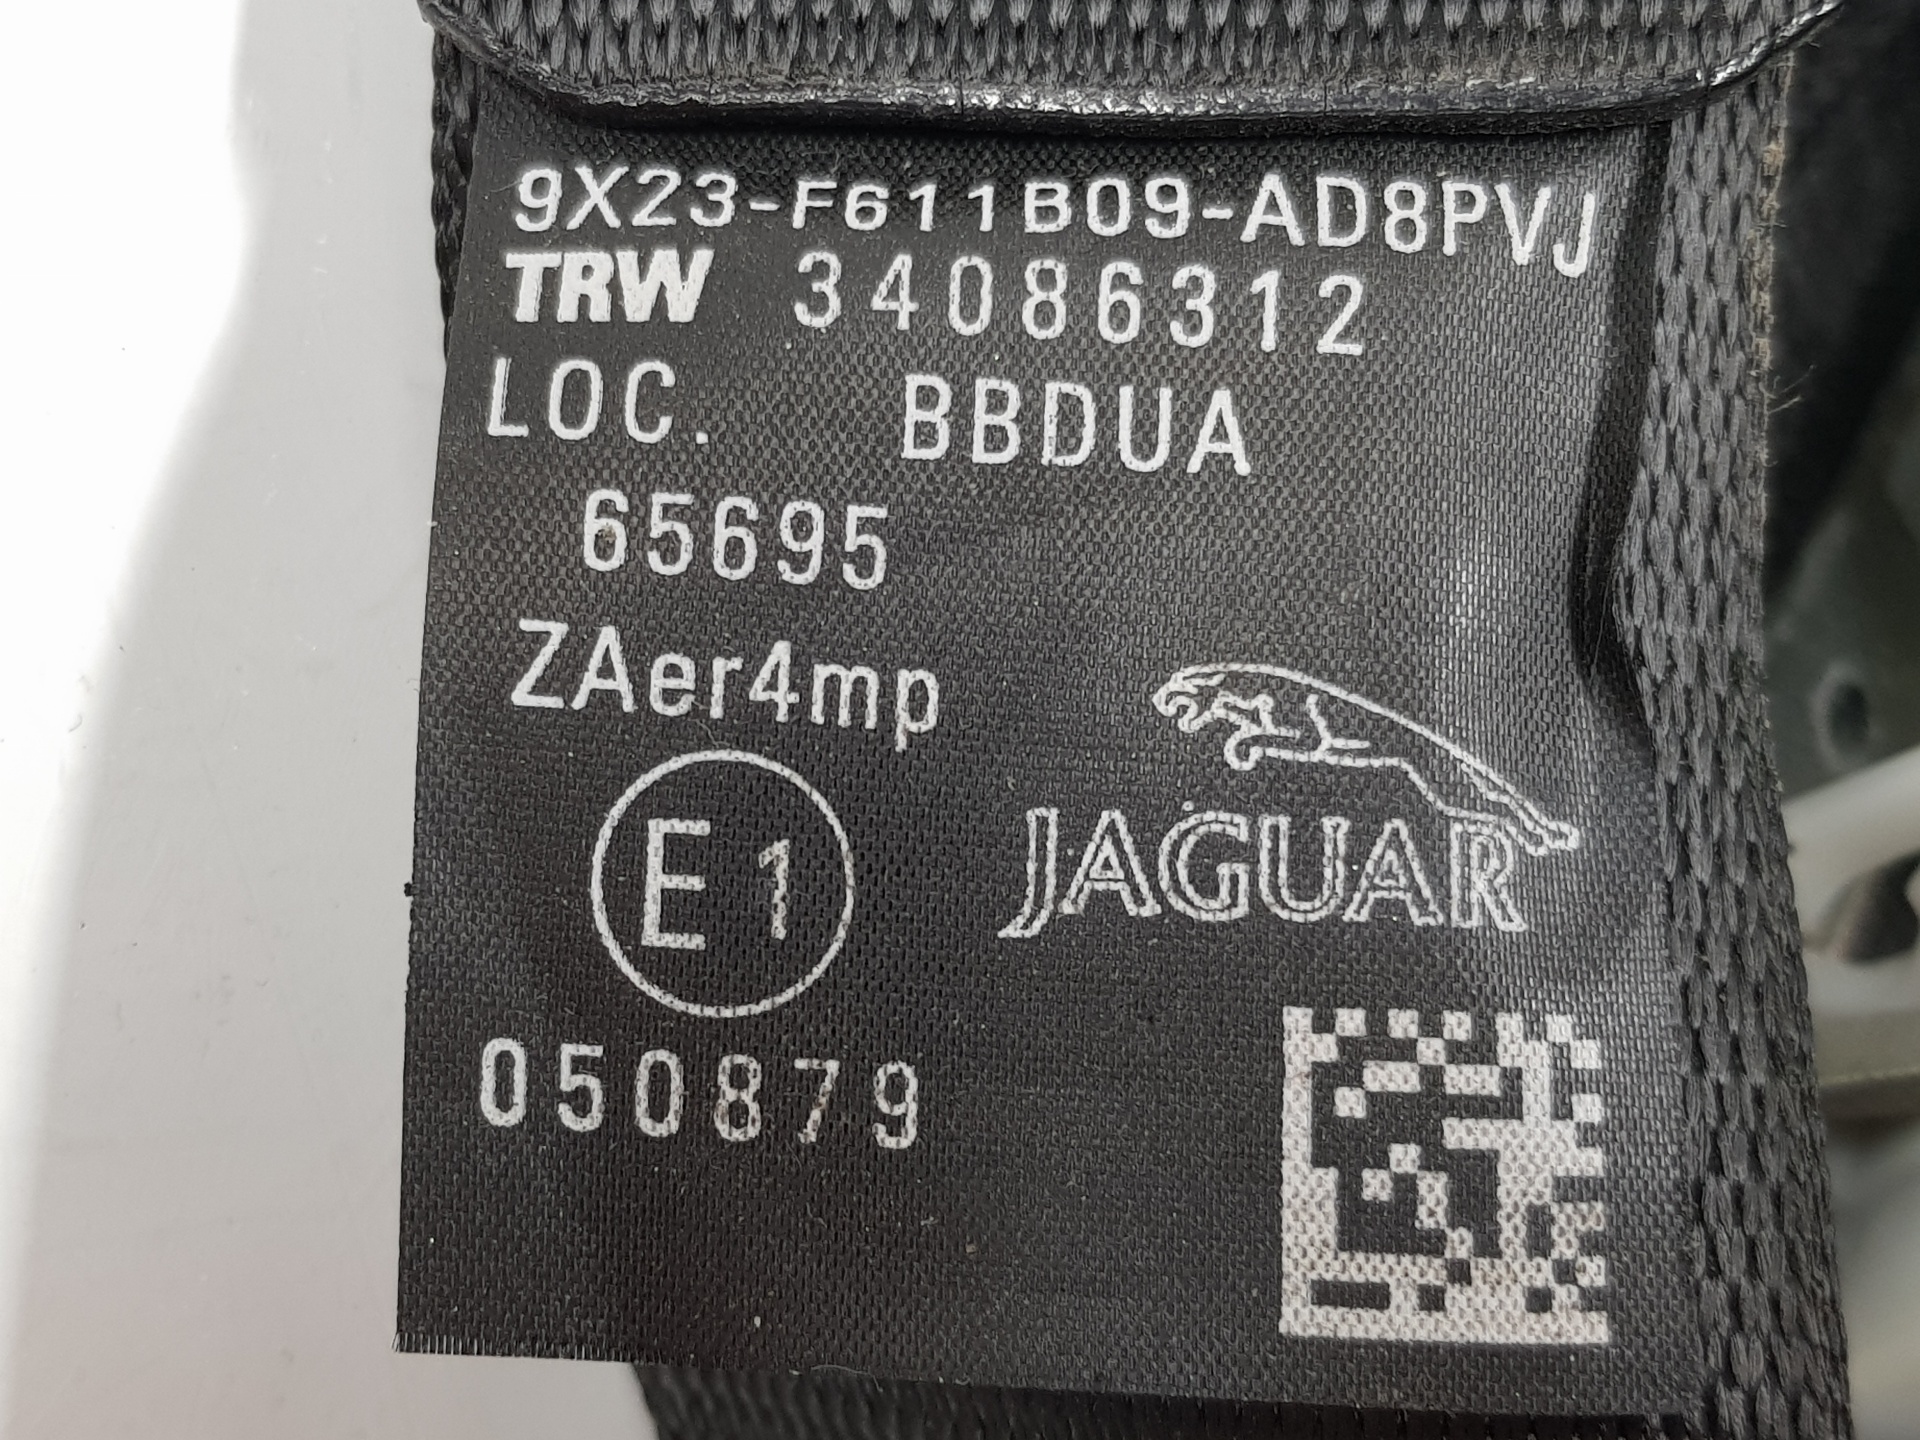 9X23-F611B09-AD8PVJ
TRW 34086312
LOC. BBDUA
65695
ZAer4mp
E1
JAGUAR
050879